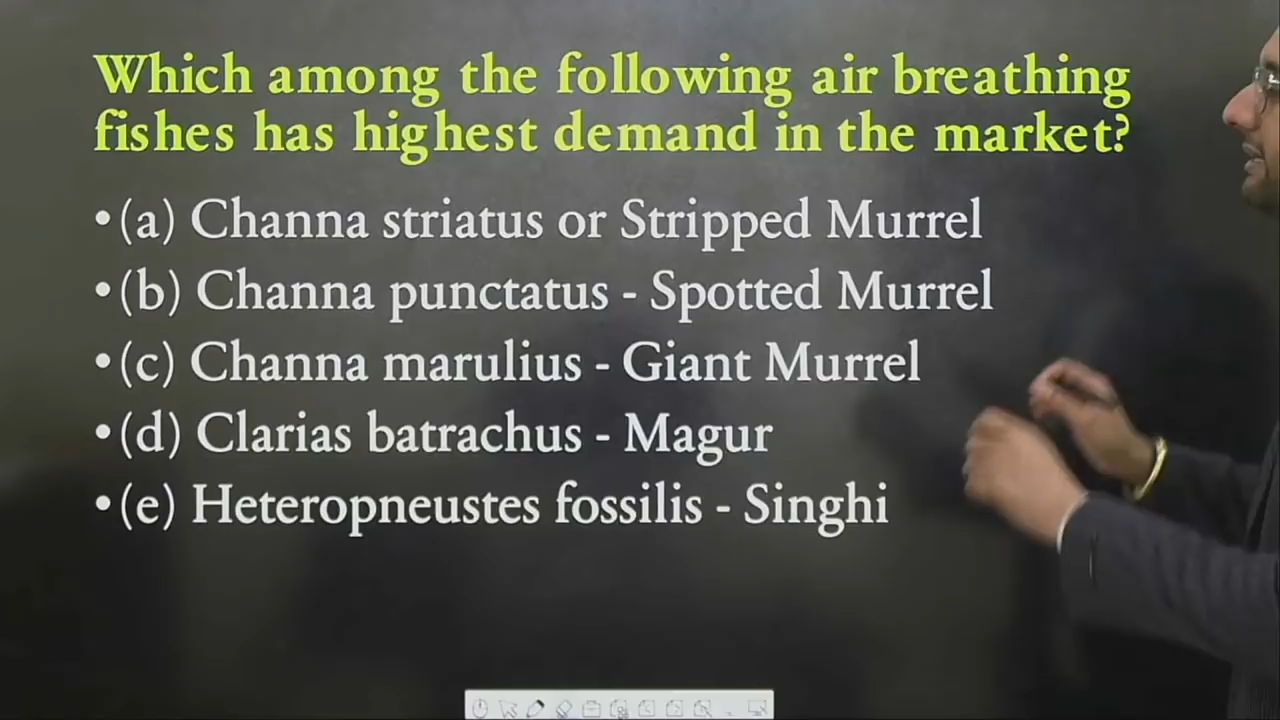 Which among the following air breathing
fishes has highest demand in the market?
•(a) Channa striatus or Stripped Murrel
•(b) Channa punctatus - Spotted Murrel
•(c) Channa marulius - Giant Murrel
•(d) Clarias batrachus - Magur
•(e) Heteropneustes fossilis - Singhi